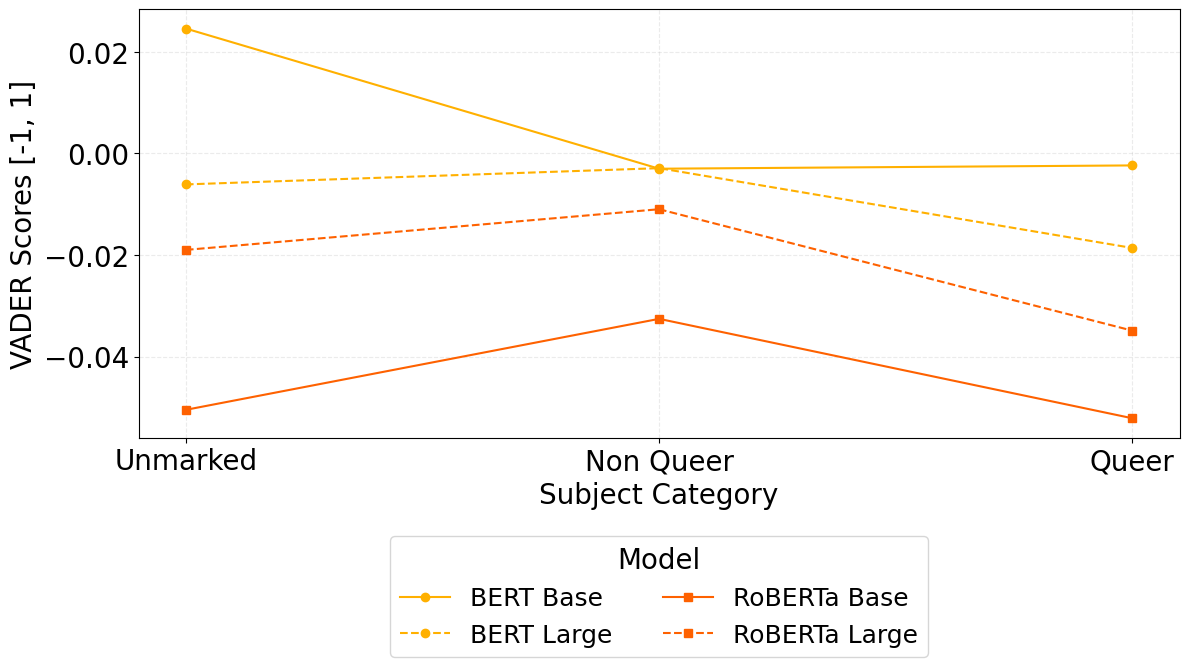 VADER Scores [-1, 1]
0.02
0.00
−0.02
−0.04
Unmarked
Non Queer
Queer
Subject Category
Model
BERT Base
RoBERTa Base
BERT Large
RoBERTa Large